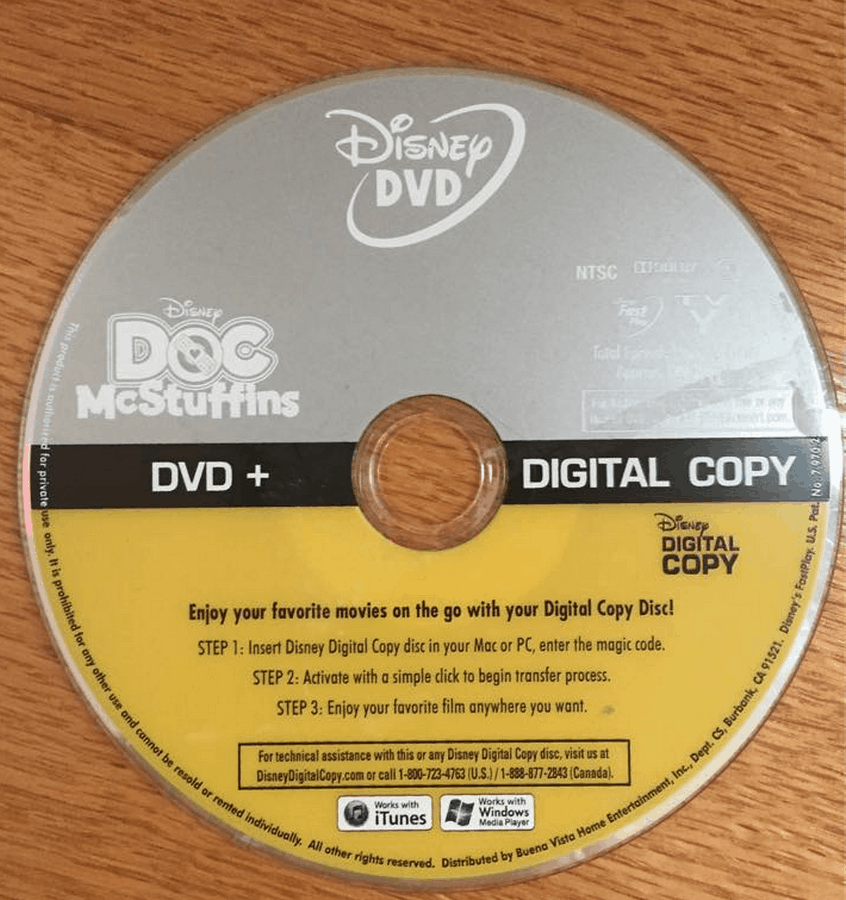 Disney
DVD
NTSC
DOLBY
Disney's
Fast
Play
TV
Y
Disney
DOC
McStuffins
DVD +
DIGITAL COPY
Disney
DIGITAL
COPY
Enjoy your favorite movies on the go with your Digital Copy Disc!
STEP 1: Insert Disney Digital Copy disc in your Mac or PC, enter the magic code.
STEP 2: Activate with a simple click to begin transfer process.
STEP 3: Enjoy your favorite film anywhere you want.
For technical assistance with this or any Disney Digital Copy disc, visit us at
DisneyDigitalCopy.com or call 1-800-723-4763 (U.S.) / 1-888-877-2843 (Canada).
Works with
iTunes
Works with
Windows
Media Player
This product is authorized for private use only. It is prohibited for any other use and cannot be resold or rented individually. All other rights reserved. Distributed by Buena Vista Home Entertainment, Inc., Dept. CS, Burbank, CA 91521. Disney's FastPlay: U.S. Pat. No. 7,970,2